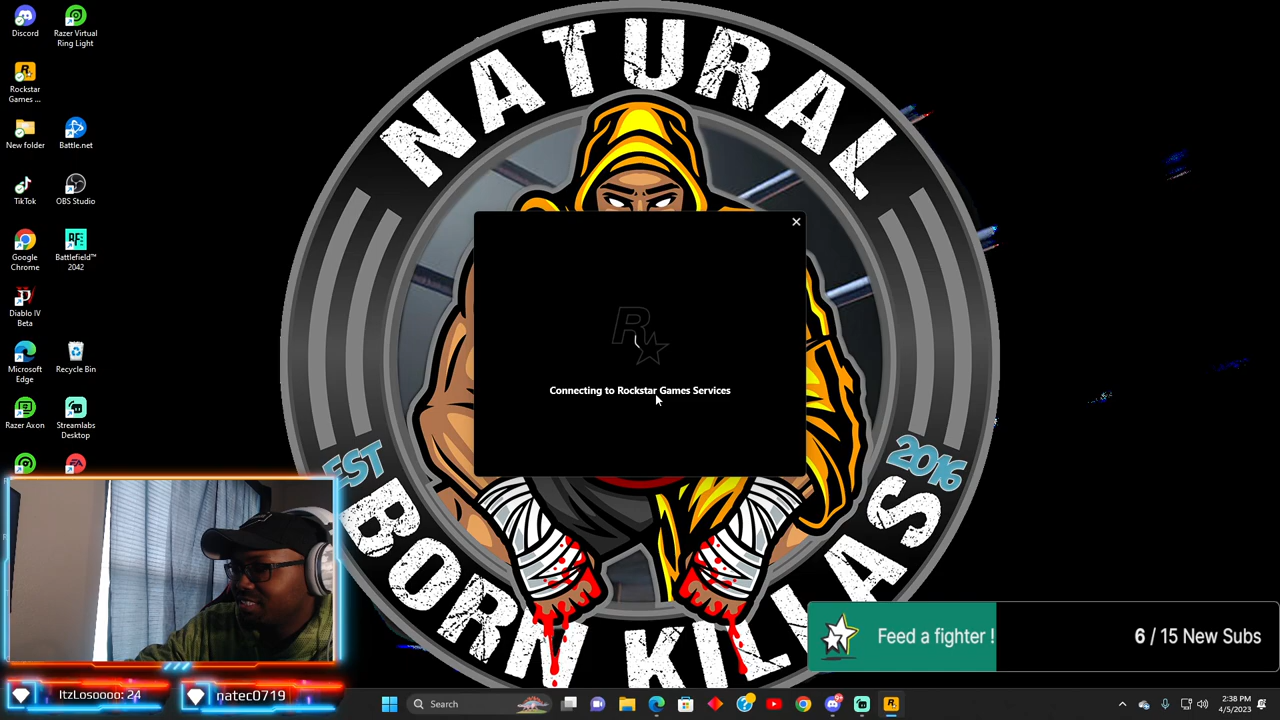 Discord
Razer Virtual
Ring Light
Rockstar
Games ...
New folder
Battle.net
TikTok
OBS Studio
Google
Chrome
Battlefield™
2042
Diablo IV
Beta
Microsoft
Edge
Recycle Bin
Razer Axon
Streamlabs
Desktop
NATURAL
EST
2016
BORN KILLAS
R
Connecting to Rockstar Games Services
Feed a fighter !
6 / 15 New Subs
ItzLosoooo: 24
natec0719
Search
2:38 PM
4/5/2023